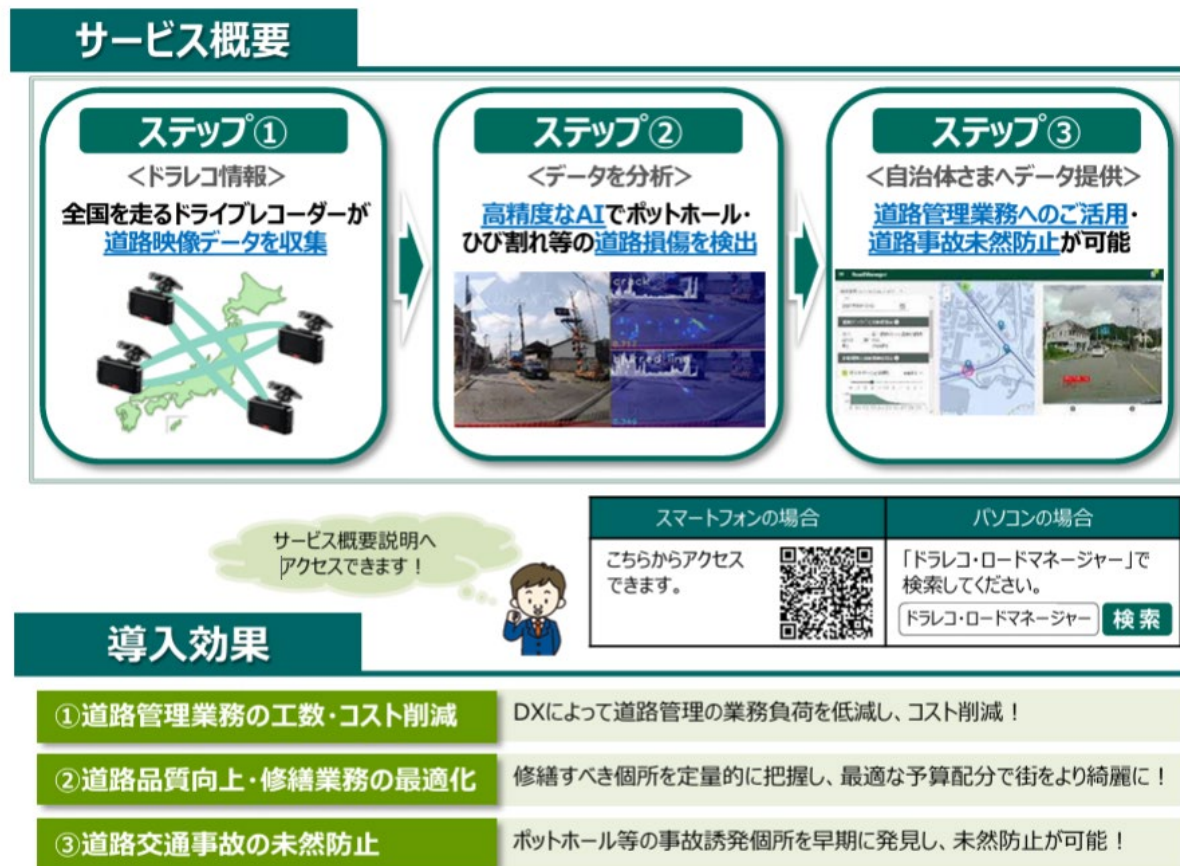 サービス概要
ステップ①
<ドラレコ情報>
全国を走るドライブレコーダーが
道路映像データを収集
ステップ②
<データを分析>
高精度なAIでポットホール・
ひび割れ等の道路損傷を検出
crack
blurred line
ステップ③
<自治体さまへデータ提供>
道路管理業務へのご活用・
道路事故未然防止が可能
サービス概要説明へ
アクセスできます！
スマートフォンの場合
こちらからアクセス
できます。
パソコンの場合
「ドラレコ・ロードマネージャー」で
検索してください。
ドラレコ・ロードマネージャー 検索
導入効果
①道路管理業務の工数・コスト削減
DXによって道路管理の業務負荷を低減し、コスト削減！
②道路品質向上・修繕業務の最適化
修繕すべき個所を定量的に把握し、最適な予算配分で街をより綺麗に！
③道路交通事故の未然防止
ポットホール等の事故誘発個所を早期に発見し、未然防止が可能！